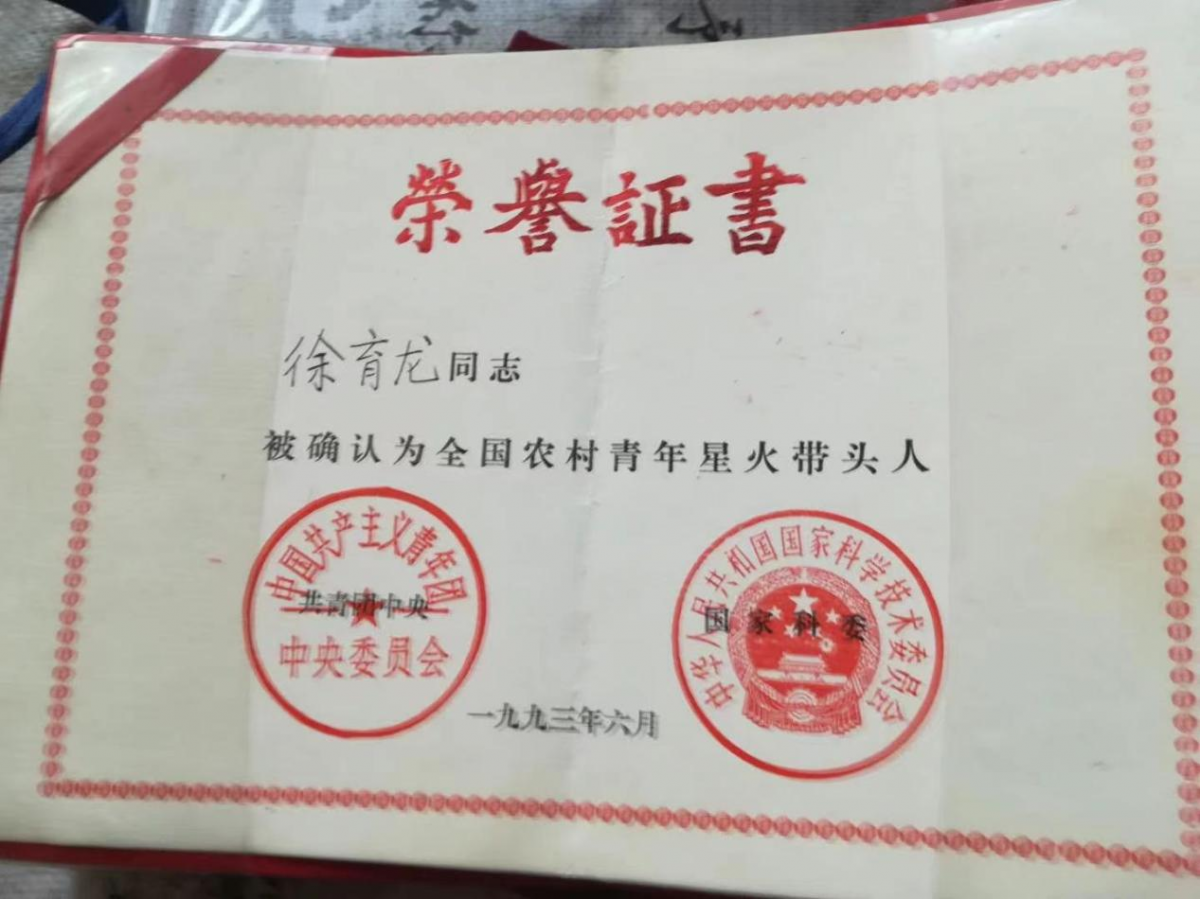 榮譽証書
徐育龙同志
被确认为全国农村青年星火带头人
中国共产主义青年团
共青团中央
中央委员会
中华人民共和国国家科学技术委员会
国家科委
一九九三年六月